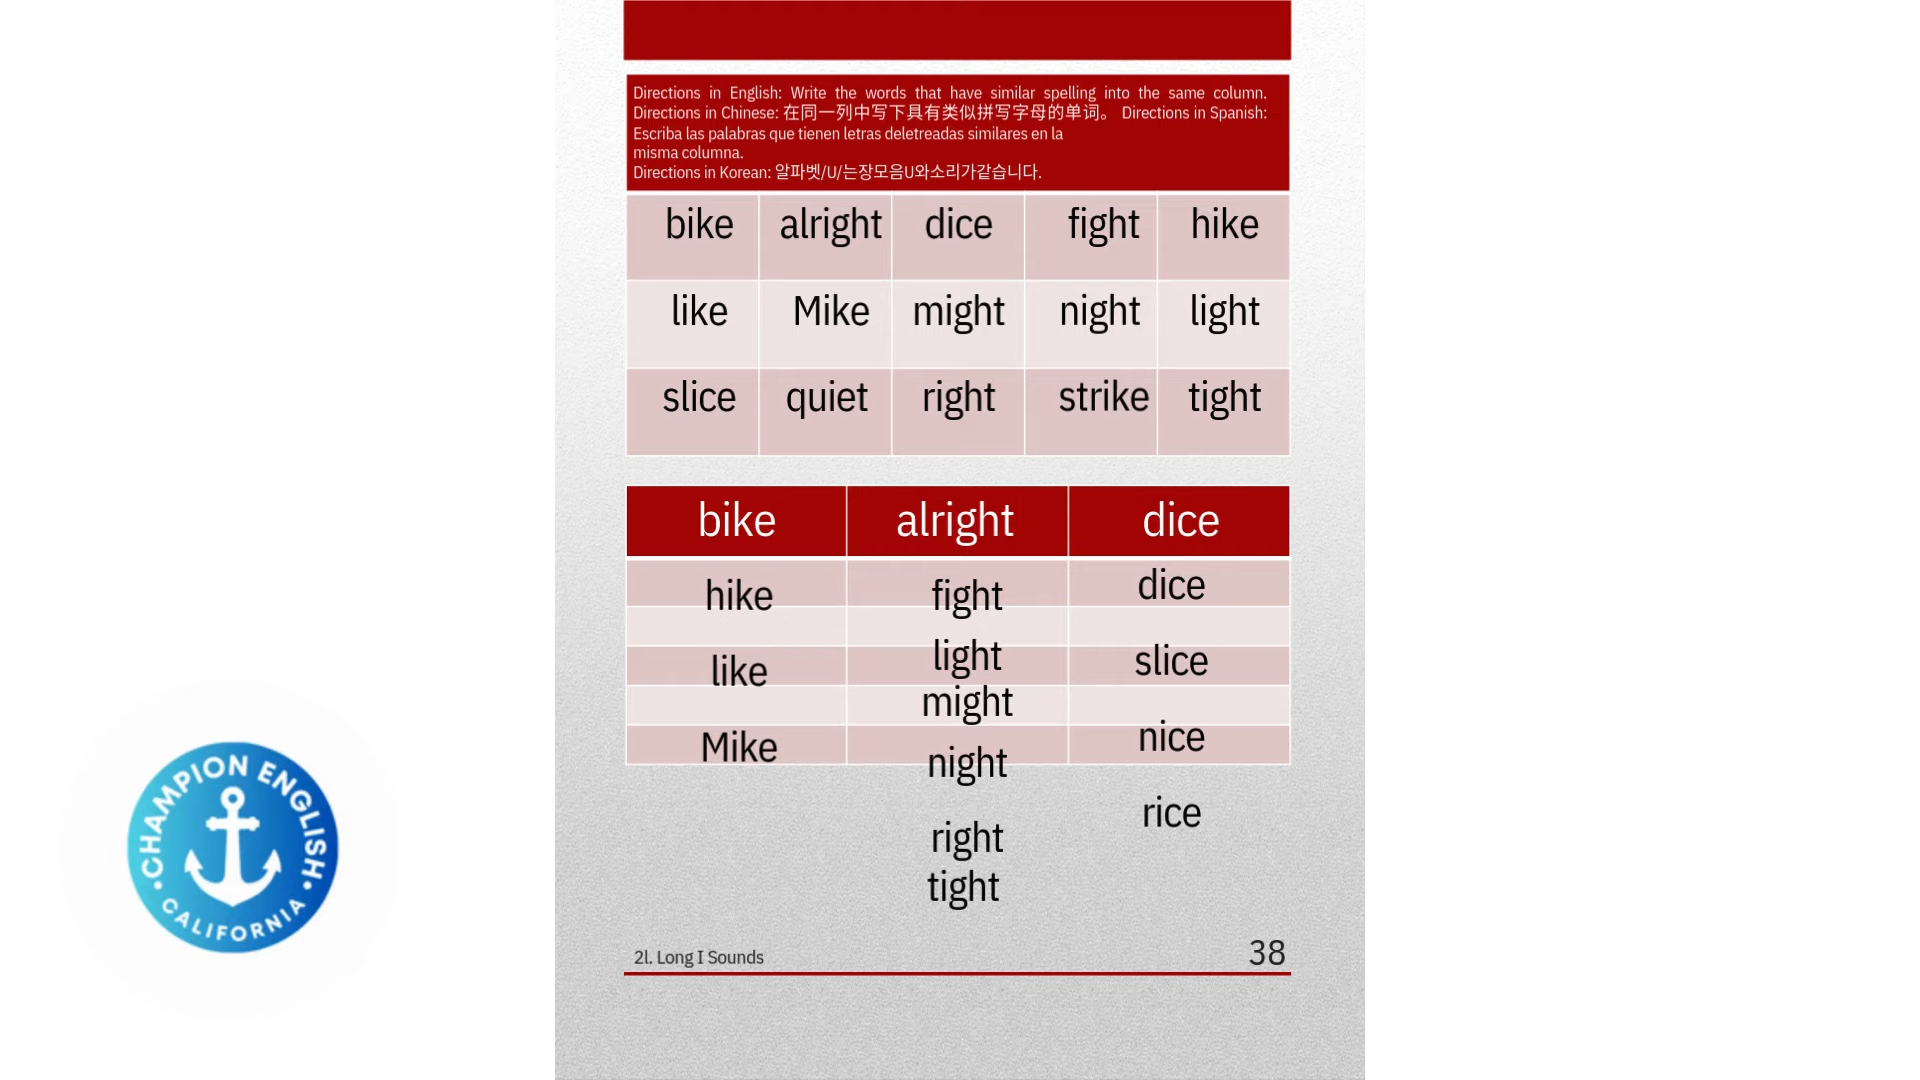 Directions in English: Write the words that have similar spelling into the same column.
Directions in Chinese: 在同一列中写下具有类似拼写字母的单词。 Directions in Spanish:
Escriba las palabras que tienen letras deletreadas similares en la
misma columna.
Directions in Korean: 알파벳/U/는장모음U와소리가같습니다.
bike alright dice fight hike
like Mike might night light
slice quiet right strike tight
bike alright dice
hike fight dice
like light slice
might
Mike night nice
right rice
tight
2l. Long I Sounds 38
CHAMPION ENGLISH
CALIFORNIA